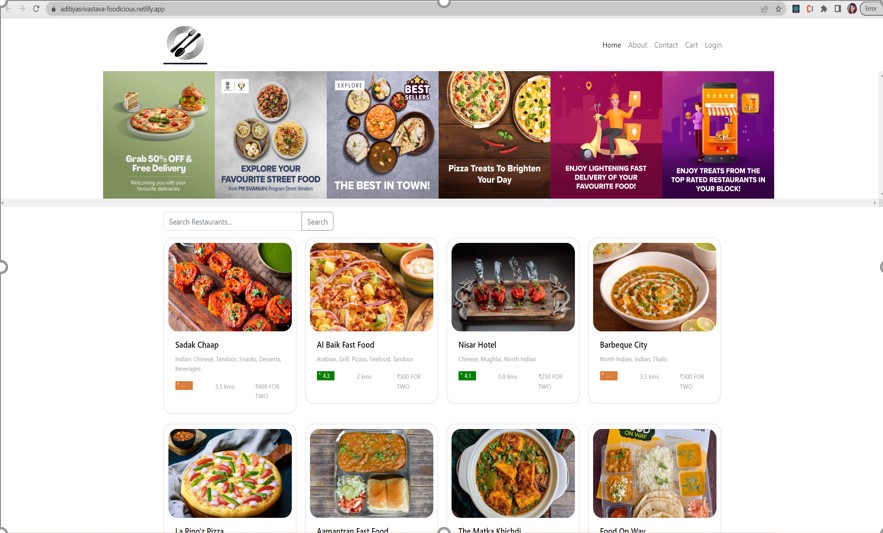 aditiyasrivastava-foodicious.netlify.app
Error
Home About Contact Cart Login
Grab 50% OFF &
Free Delivery
Welcoming you with your
favourite delicacies.
EXPLORE YOUR
FAVOURITE STREET FOOD
from PM SVANidhi Program Street Vendors
EXPLORE
BEST
SELLERS
THE BEST IN TOWN!
Pizza Treats To Brighten
Your Day
ENJOY LIGHTENING FAST
DELIVERY OF YOUR
FAVOURITE FOOD!
ENJOY TREATS FROM THE
TOP RATED RESTAURANTS IN
YOUR BLOCK!
Search Restaurants...
Search
Sadak Chaap
Indian, Chinese, Tandoor, Snacks, Desserts,
Beverages
* --
3.5 kms
₹400 FOR
TWO
Al Baik Fast Food
Arabian, Grill, Pizzas, Seafood, Tandoor
* 4.3
2 kms
₹300 FOR
TWO
Nisar Hotel
Chinese, Mughlai, North Indian
* 4.1
0.8 kms
₹250 FOR
TWO
Barbeque City
North Indian, Indian, Thalis
* --
3.5 kms
₹300 FOR
TWO
La Pino'z Pizza
Aamantran Fast Food
The Matka Khichdi
FOOD
ON WAY
Food On Way